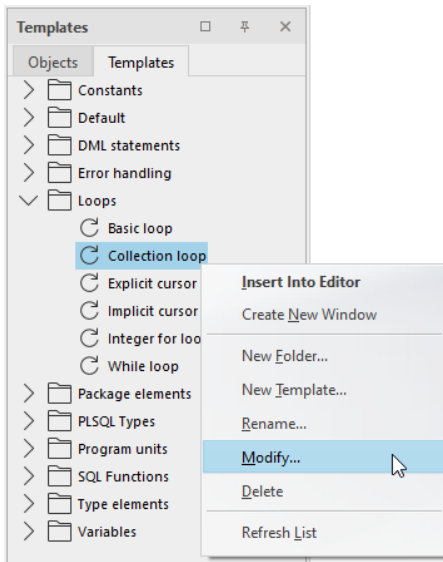 Templates
Objects Templates
Constants
Default
DML statements
Error handling
Loops
Basic loop
Collection loop
Explicit cursor
Implicit cursor
Integer for loo
While loop
Package elements
PLSQL Types
Program units
SQL Functions
Type elements
Variables
Insert Into Editor
Create New Window
New Folder...
New Template...
Rename...
Modify...
Delete
Refresh List